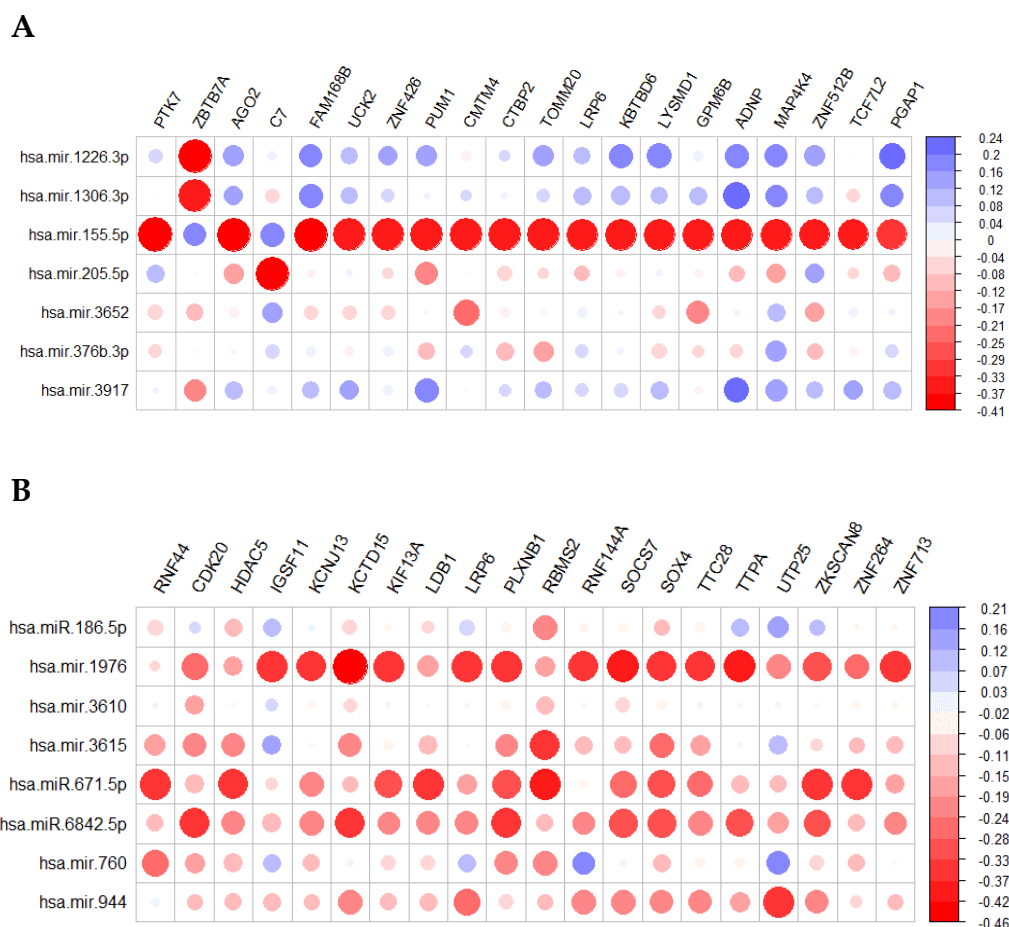 A
PTK7 ZBTB7A AGO2 C7 FAM168B UCK2 ZNF426 PUM1 CMTM4 CTBP2 TOMM20 LRP6 KBTBD6 LYSMD1 GPM6B ADNP MAP4K4 ZNF512B TCF7L2 PGAP1
hsa.mir.1226.3p
hsa.mir.1306.3p
hsa.mir.155.5p
hsa.mir.205.5p
hsa.mir.3652
hsa.mir.376b.3p
hsa.mir.3917
0.24
0.2
0.16
0.12
0.08
0.04
0
-0.04
-0.08
-0.12
-0.17
-0.21
-0.25
-0.29
-0.33
-0.37
-0.41
B
RNF44 CDK20 HDAC5 IGSF11 KCNJ13 KCTD15 KIF13A LDB1 LRP6 PLXNB1 RBMS2 RNF144A SOCS7 SOX4 TTC28 TTPA UTP25 ZKSCAN8 ZNF264 ZNF713
hsa.miR.186.5p
hsa.mir.1976
hsa.mir.3610
hsa.mir.3615
hsa.miR.671.5p
hsa.miR.6842.5p
hsa.mir.760
hsa.mir.944
0.21
0.16
0.12
0.07
0.03
-0.02
-0.06
-0.11
-0.15
-0.19
-0.24
-0.28
-0.33
-0.37
-0.42
-0.46